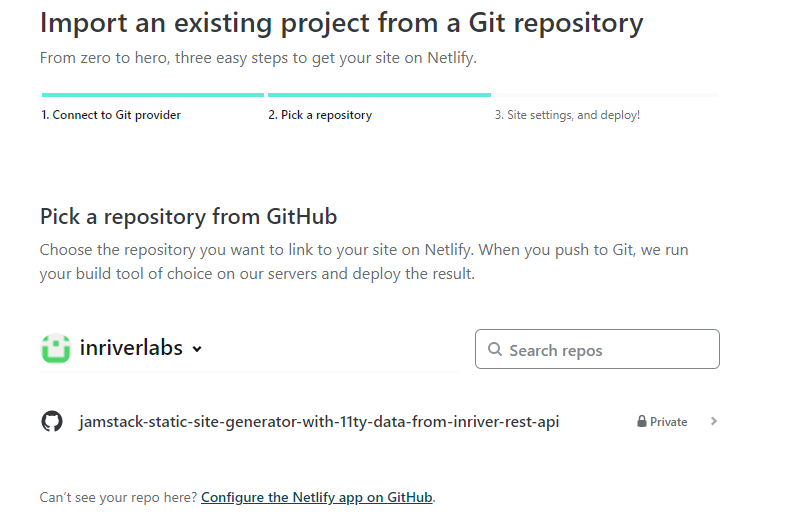 Import an existing project from a Git repository
From zero to hero, three easy steps to get your site on Netlify.
1. Connect to Git provider
2. Pick a repository
3. Site settings, and deploy!
Pick a repository from GitHub
Choose the repository you want to link to your site on Netlify. When you push to Git, we run
your build tool of choice on our servers and deploy the result.
inriverlabs
Search repos
jamstack-static-site-generator-with-11ty-data-from-inriver-rest-api
Private
Can't see your repo here? Configure the Netlify app on GitHub.